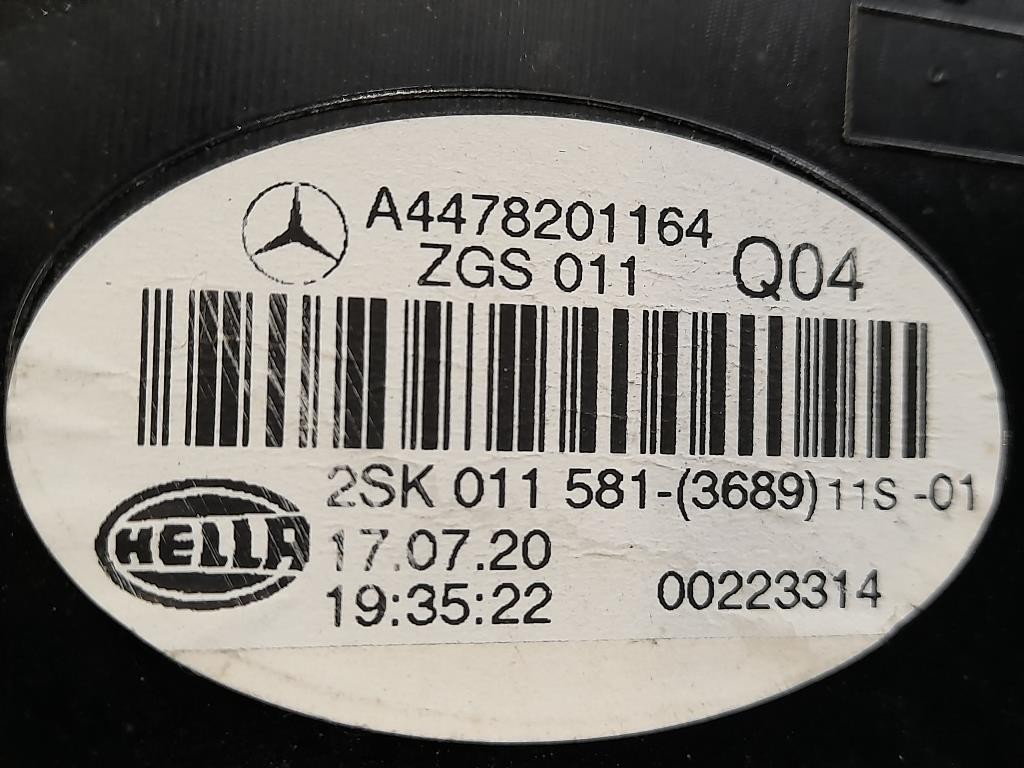 A4478201164
ZGS 011 Q04
2SK 011 581-(3689)11S -01
HELLA
17.07.20
19:35:22
00223314